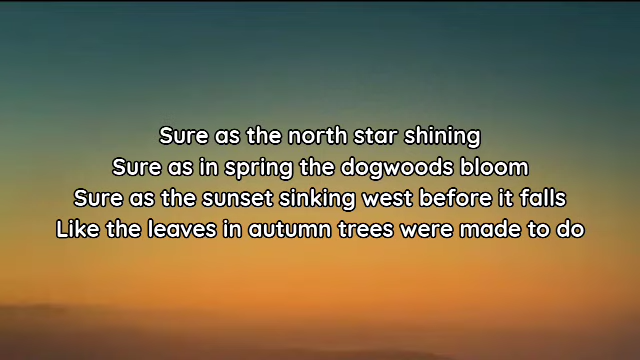 Sure as the north star shining
Sure as in spring the dogwoods bloom
Sure as the sunset sinking west before it falls
Like the leaves in autumn trees were made to do